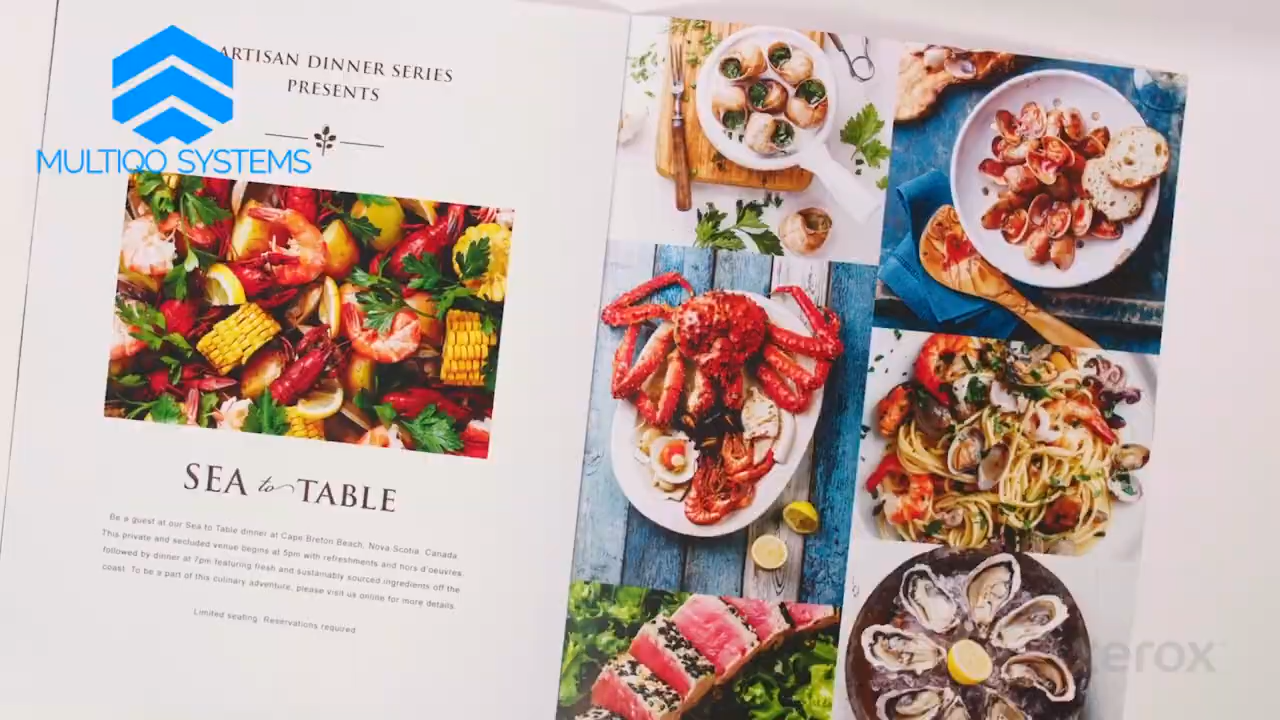 ARTISAN DINNER SERIES
PRESENTS
MULTIQO SYSTEMS
SEA to TABLE
Be a guest at our Sea to Table dinner at Cape Breton Beach, Nova Scotia, Canada.
This private and secluded venue begins at 5pm with refreshments and hors d'oeuvres,
followed by dinner at 7pm featuring fresh and sustainably sourced ingredients off the
coast. To be a part of this culinary adventure, please visit us online for more details.
Limited seating. Reservations required
xerox™